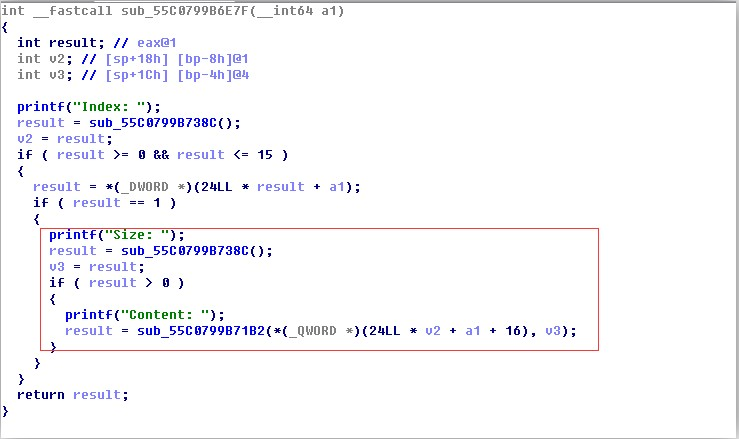 int __fastcall sub_55C0799B6E7F(__int64 a1)
{
  int result; // eax@1
  int v2; // [sp+18h] [bp-8h]@1
  int v3; // [sp+1Ch] [bp-4h]@4

  printf("Index: ");
  result = sub_55C0799B738C();
  v2 = result;
  if ( result >= 0 && result <= 15 )
  {
    result = *(_DWORD *)(24LL * result + a1);
    if ( result == 1 )
    {
      printf("Size: ");
      result = sub_55C0799B738C();
      v3 = result;
      if ( result > 0 )
      {
        printf("Content: ");
        result = sub_55C0799B71B2(*(_QWORD *)(24LL * v2 + a1 + 16), v3);
      }
    }
  }
  return result;
}